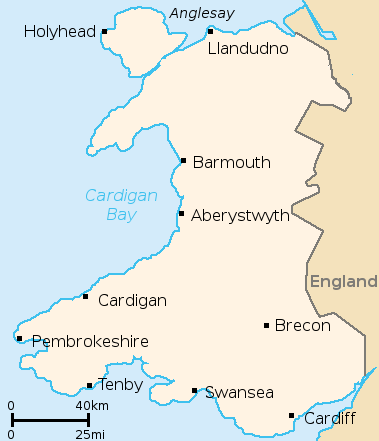 Anglesay
Holyhead
Llandudno
Barmouth
Cardigan
Bay
Aberystwyth
England
Cardigan
Brecon
Pembrokeshire
Tenby
Swansea
Cardiff
0 40km
0 25mi